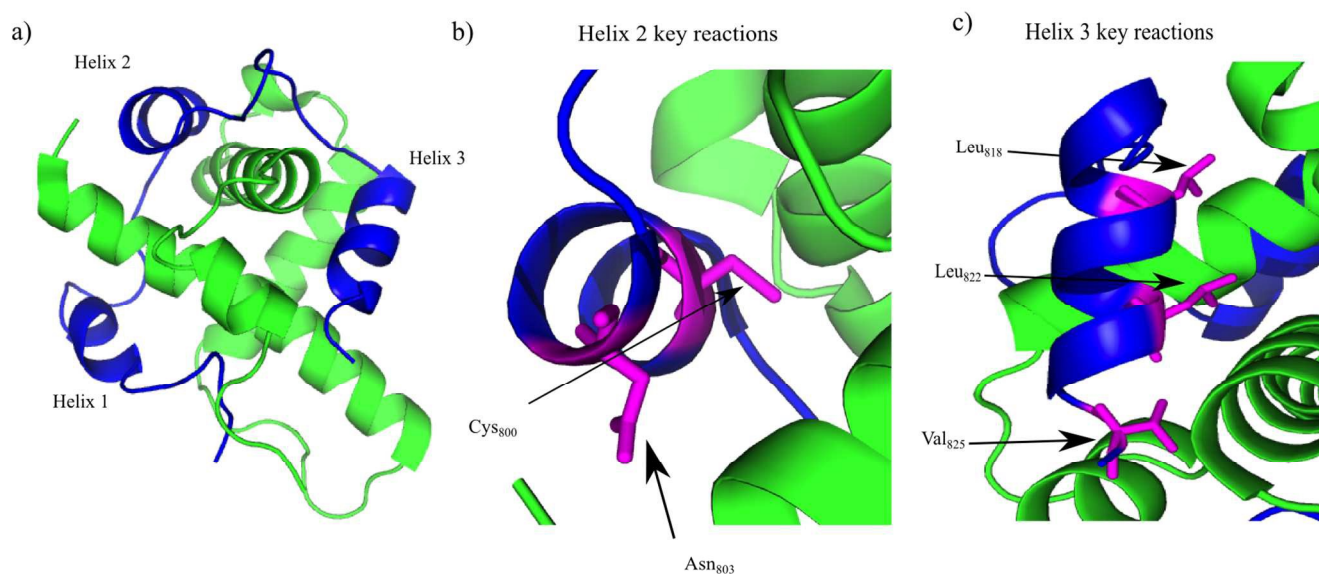 a)
Helix 2
Helix 3
Helix 1
b)
Helix 2 key reactions
Cys800
Asn803
c)
Helix 3 key reactions
Leu818
Leu822
Val825